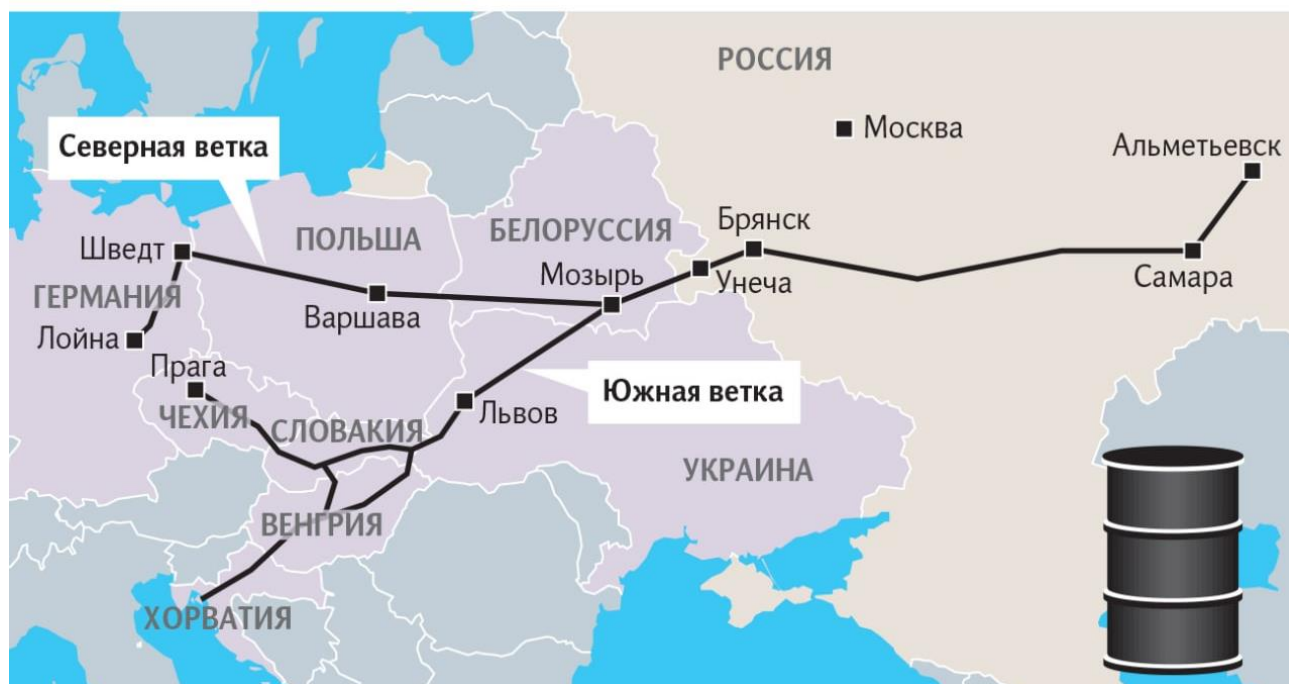 РОССИЯ
Москва
Альметьевск
Северная ветка
Брянск
ПОЛЬША
БЕЛОРУССИЯ
Шведт
Мозырь
Унеча
Самара
ГЕРМАНИЯ
Варшава
Лойна
Прага
Южная ветка
ЧЕХИЯ
СЛОВАКИЯ
Львов
УКРАИНА
ВЕНГРИЯ
ХОРВАТИЯ